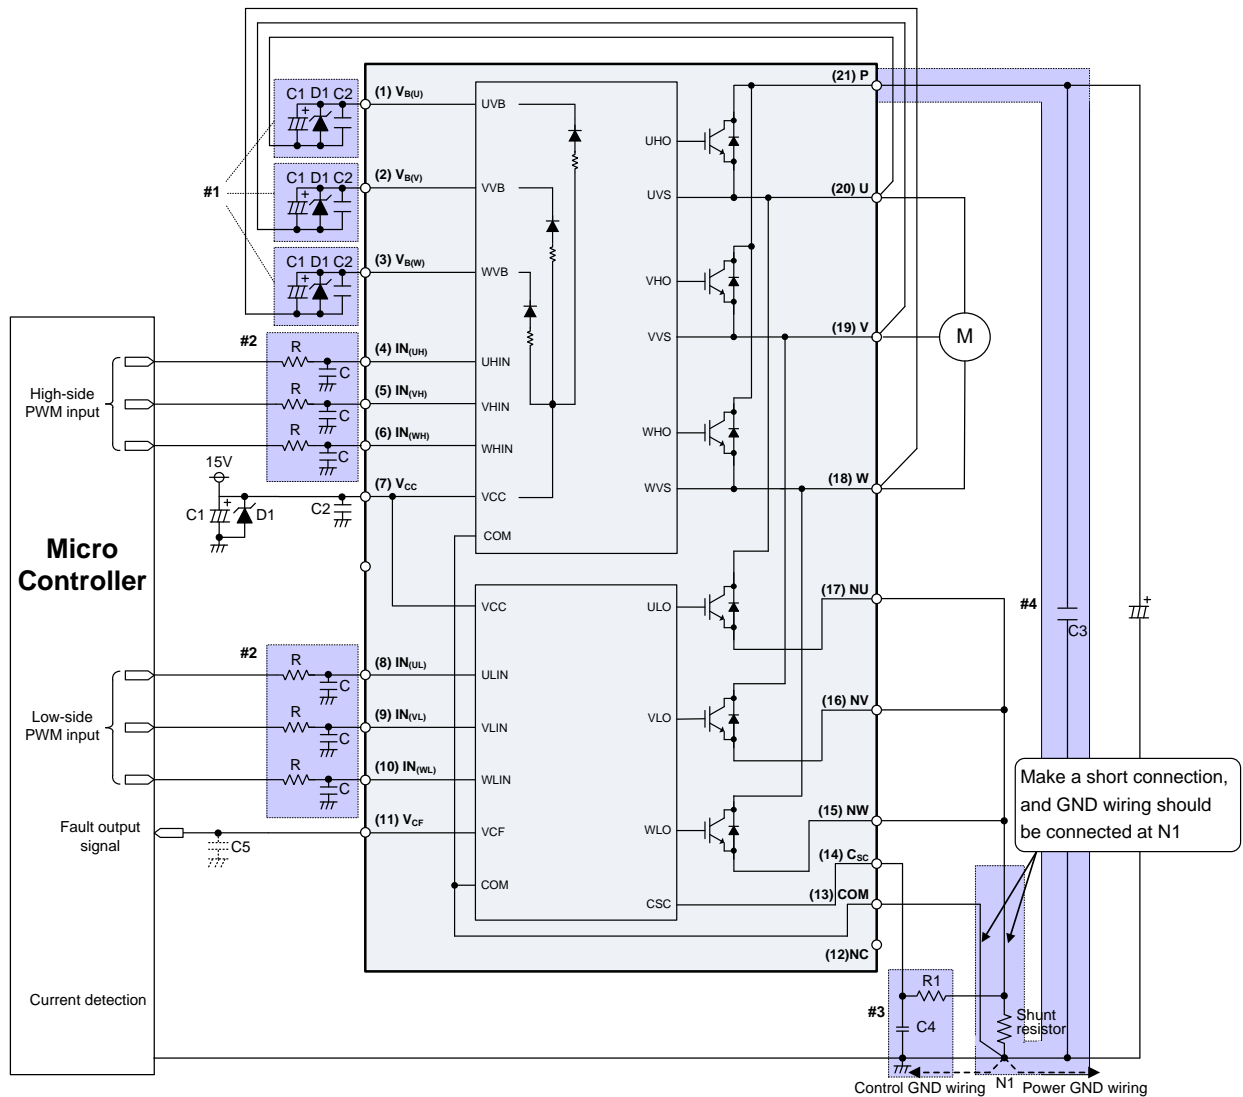 (21) P
C1 D1 C2
(1) VB(U)
UVB
UHO
#1
C1 D1 C2
(2) VB(V)
VVB
UVS
(20) U
C1 D1 C2
(3) VB(W)
WVB
VHO
#2
R
(4) IN(UH)
UHIN
VVS
(19) V
M
C
High-side
PWM input
R
(5) IN(VH)
VHIN
C
R
(6) IN(WH)
WHIN
WHO
C
15V
(7) VCC
VCC
WVS
(18) W
C1
D1
C2
COM
Micro
Controller
VCC
ULO
(17) NU
#4
C3
#2
R
(8) IN(UL)
ULIN
C
Low-side
PWM input
R
(9) IN(VL)
VLIN
VLO
(16) NV
C
R
(10) IN(WL)
WLIN
C
Make a short connection,
and GND wiring should
be connected at N1
Fault output
signal
C5
(11) VCF
VCF
WLO
(15) NW
(14) CSC
COM
CSC
(13) COM
(12)NC
Current detection
R1
#3
C4
Shunt
resistor
Control GND wiring
N1
Power GND wiring